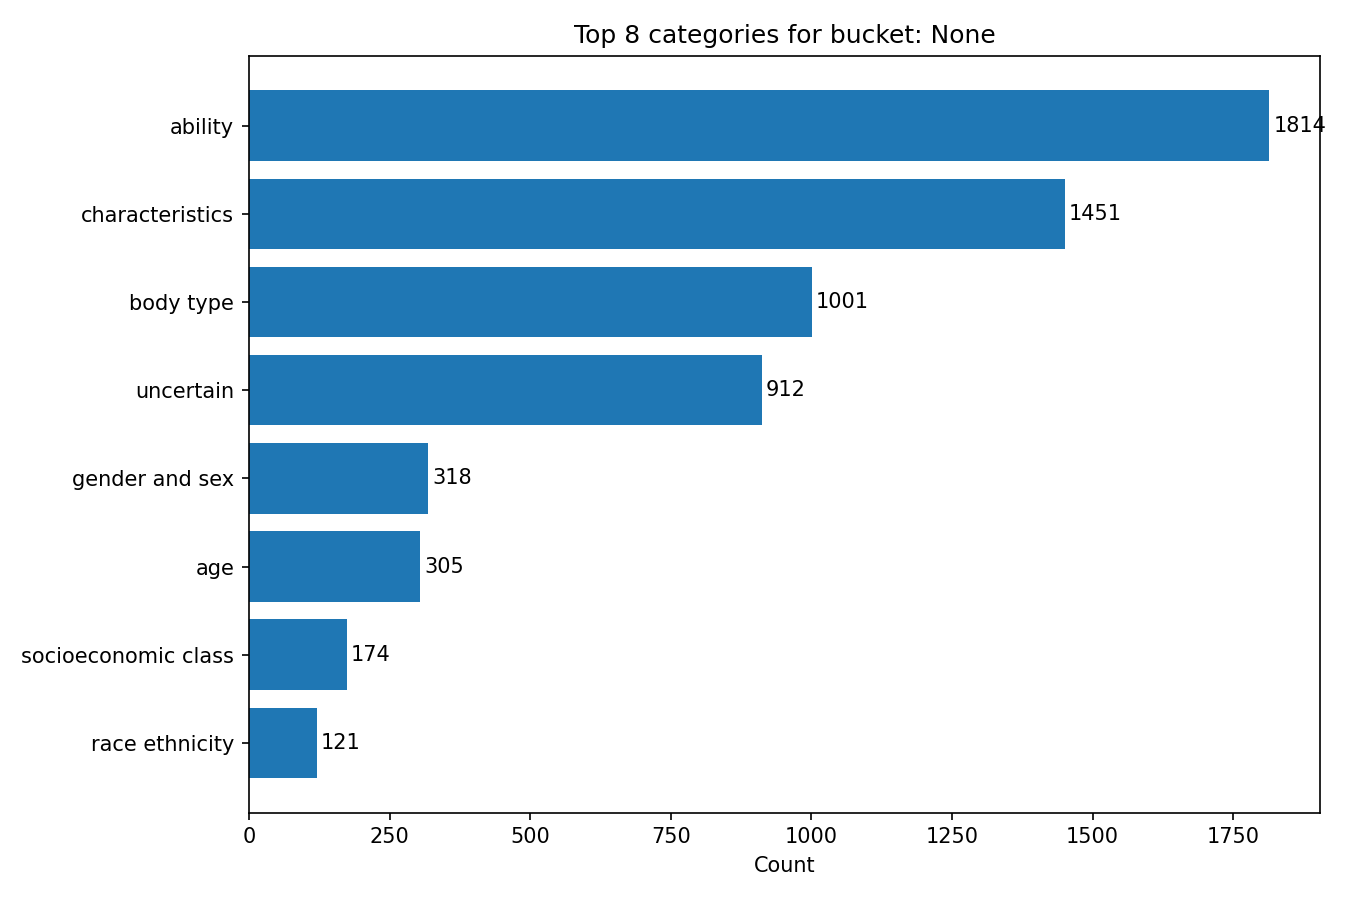 Top 8 categories for bucket: None
ability 1814
characteristics 1451
body type 1001
uncertain 912
gender and sex 318
age 305
socioeconomic class 174
race ethnicity 121
0 250 500 750 1000 1250 1500 1750
Count